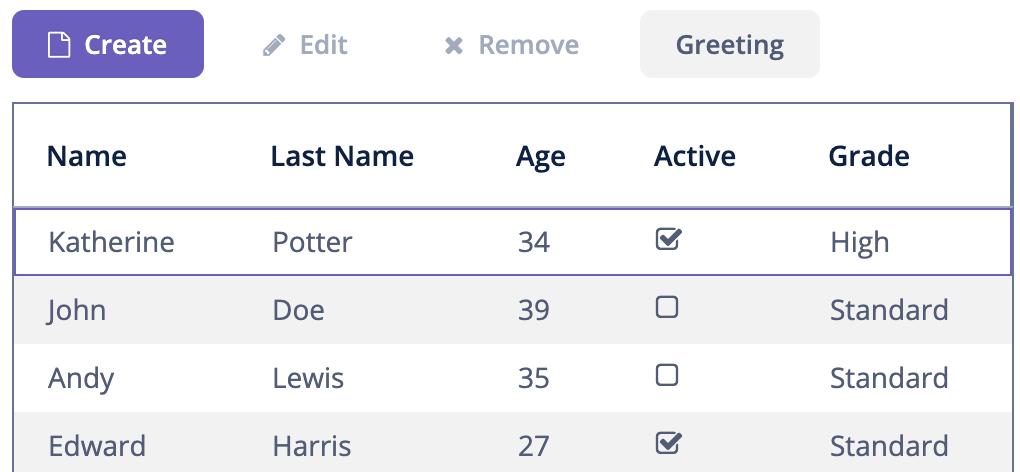 Create Edit Remove Greeting
Name Last Name Age Active Grade
Katherine Potter 34 High
John Doe 39 Standard
Andy Lewis 35 Standard
Edward Harris 27 Standard